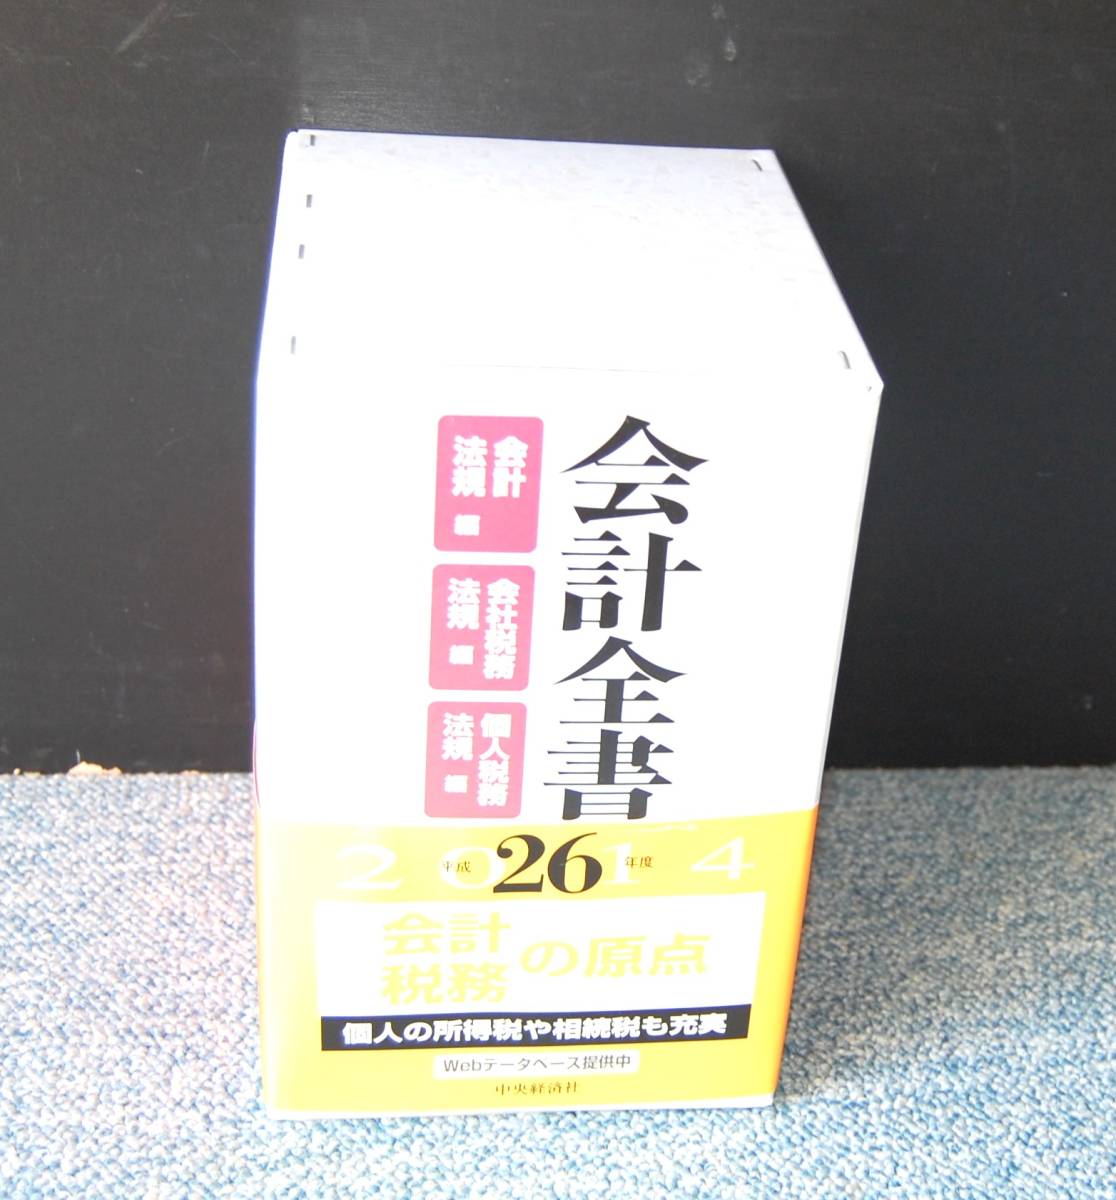 会計全書
会計
法規 編
会社税務
法規 編
個人税務
法規 編
2014
平成26年度
会計
税務の原点
個人の所得税や相続税も充実
Webデータベース提供中
中央経済社